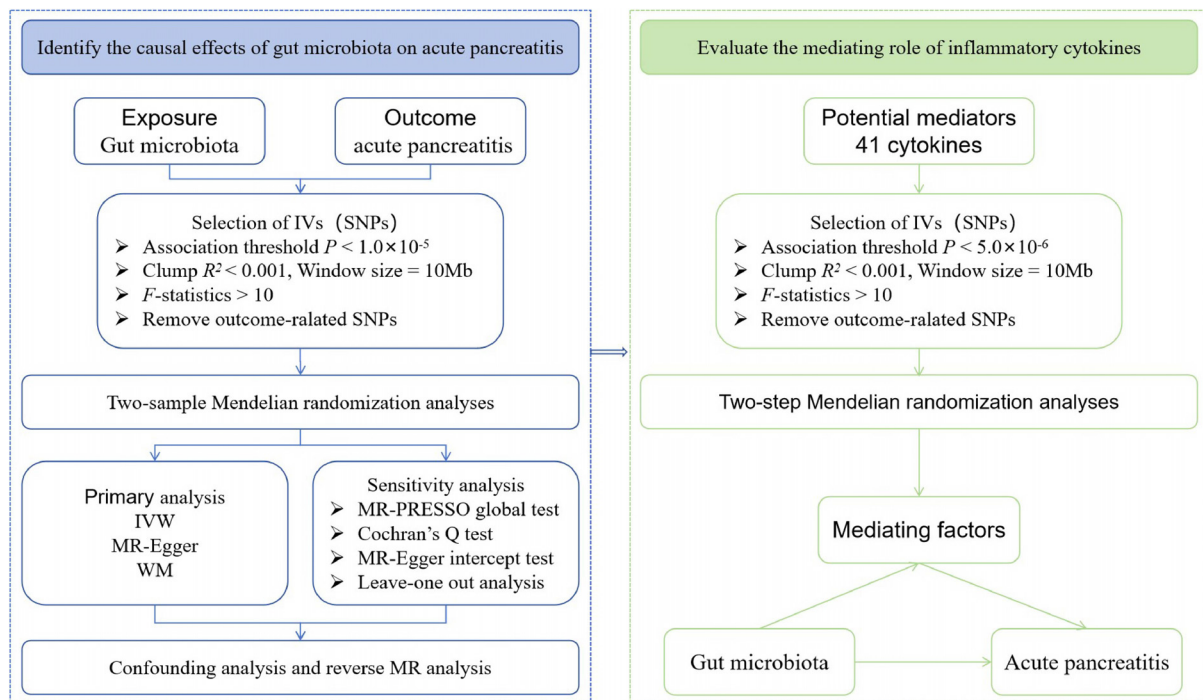 Identify the causal effects of gut microbiota on acute pancreatitis
Exposure
Gut microbiota
Outcome
acute pancreatitis
Selection of IVs（SNPs）
➢ Association threshold P < 1.0×10⁻⁵
➢ Clump R² < 0.001, Window size = 10Mb
➢ F-statistics > 10
➢ Remove outcome-ralated SNPs
Two-sample Mendelian randomization analyses
Primary analysis
IVW
MR-Egger
WM
Sensitivity analysis
➢ MR-PRESSO global test
➢ Cochran’s Q test
➢ MR-Egger intercept test
➢ Leave-one out analysis
Confounding analysis and reverse MR analysis
Evaluate the mediating role of inflammatory cytokines
Potential mediators
41 cytokines
Selection of IVs（SNPs）
➢ Association threshold P < 5.0×10⁻⁶
➢ Clump R² < 0.001, Window size = 10Mb
➢ F-statistics > 10
➢ Remove outcome-ralated SNPs
Two-step Mendelian randomization analyses
Mediating factors
Gut microbiota
Acute pancreatitis